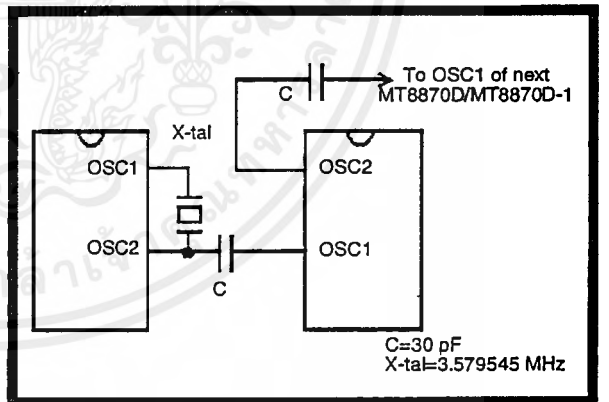 C
To OSC1 of next
MT8870D/MT8870D-1
X-tal
OSC1
OSC2
OSC2
OSC1
C
C=30 pF
X-tal=3.579545 MHz